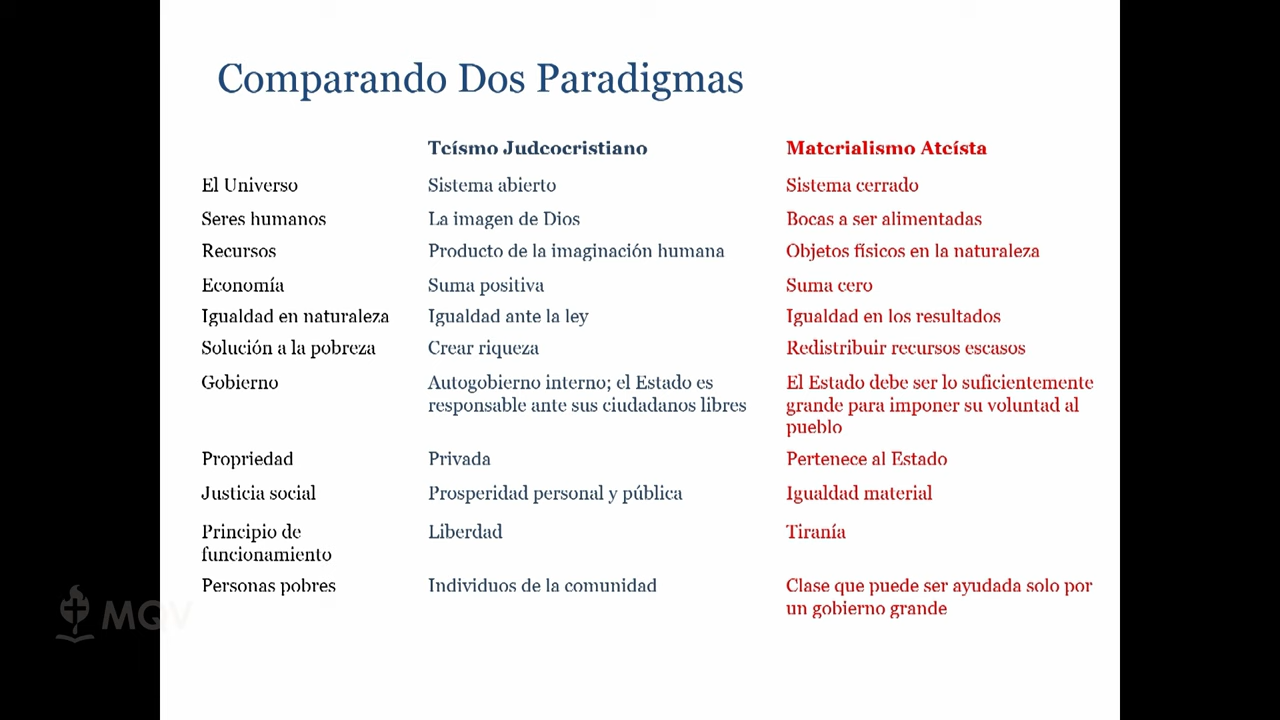 Comparando Dos Paradigmas
Teísmo Judeocristiano Materialismo Ateísta
El Universo Sistema abierto Sistema cerrado
Seres humanos La imagen de Dios Bocas a ser alimentadas
Recursos Producto de la imaginación humana Objetos físicos en la naturaleza
Economía Suma positiva Suma cero
Igualdad en naturaleza Igualdad ante la ley Igualdad en los resultados
Solución a la pobreza Crear riqueza Redistribuir recursos escasos
Gobierno Autogobierno interno; el Estado es El Estado debe ser lo suficientemente
responsable ante sus ciudadanos libres grande para imponer su voluntad al
pueblo
Propriedad Privada Pertenece al Estado
Justicia social Prosperidad personal y pública Igualdad material
Principio de Liberdad Tiranía
funcionamiento
Personas pobres Individuos de la comunidad Clase que puede ser ayudada solo por
un gobierno grande
MQV